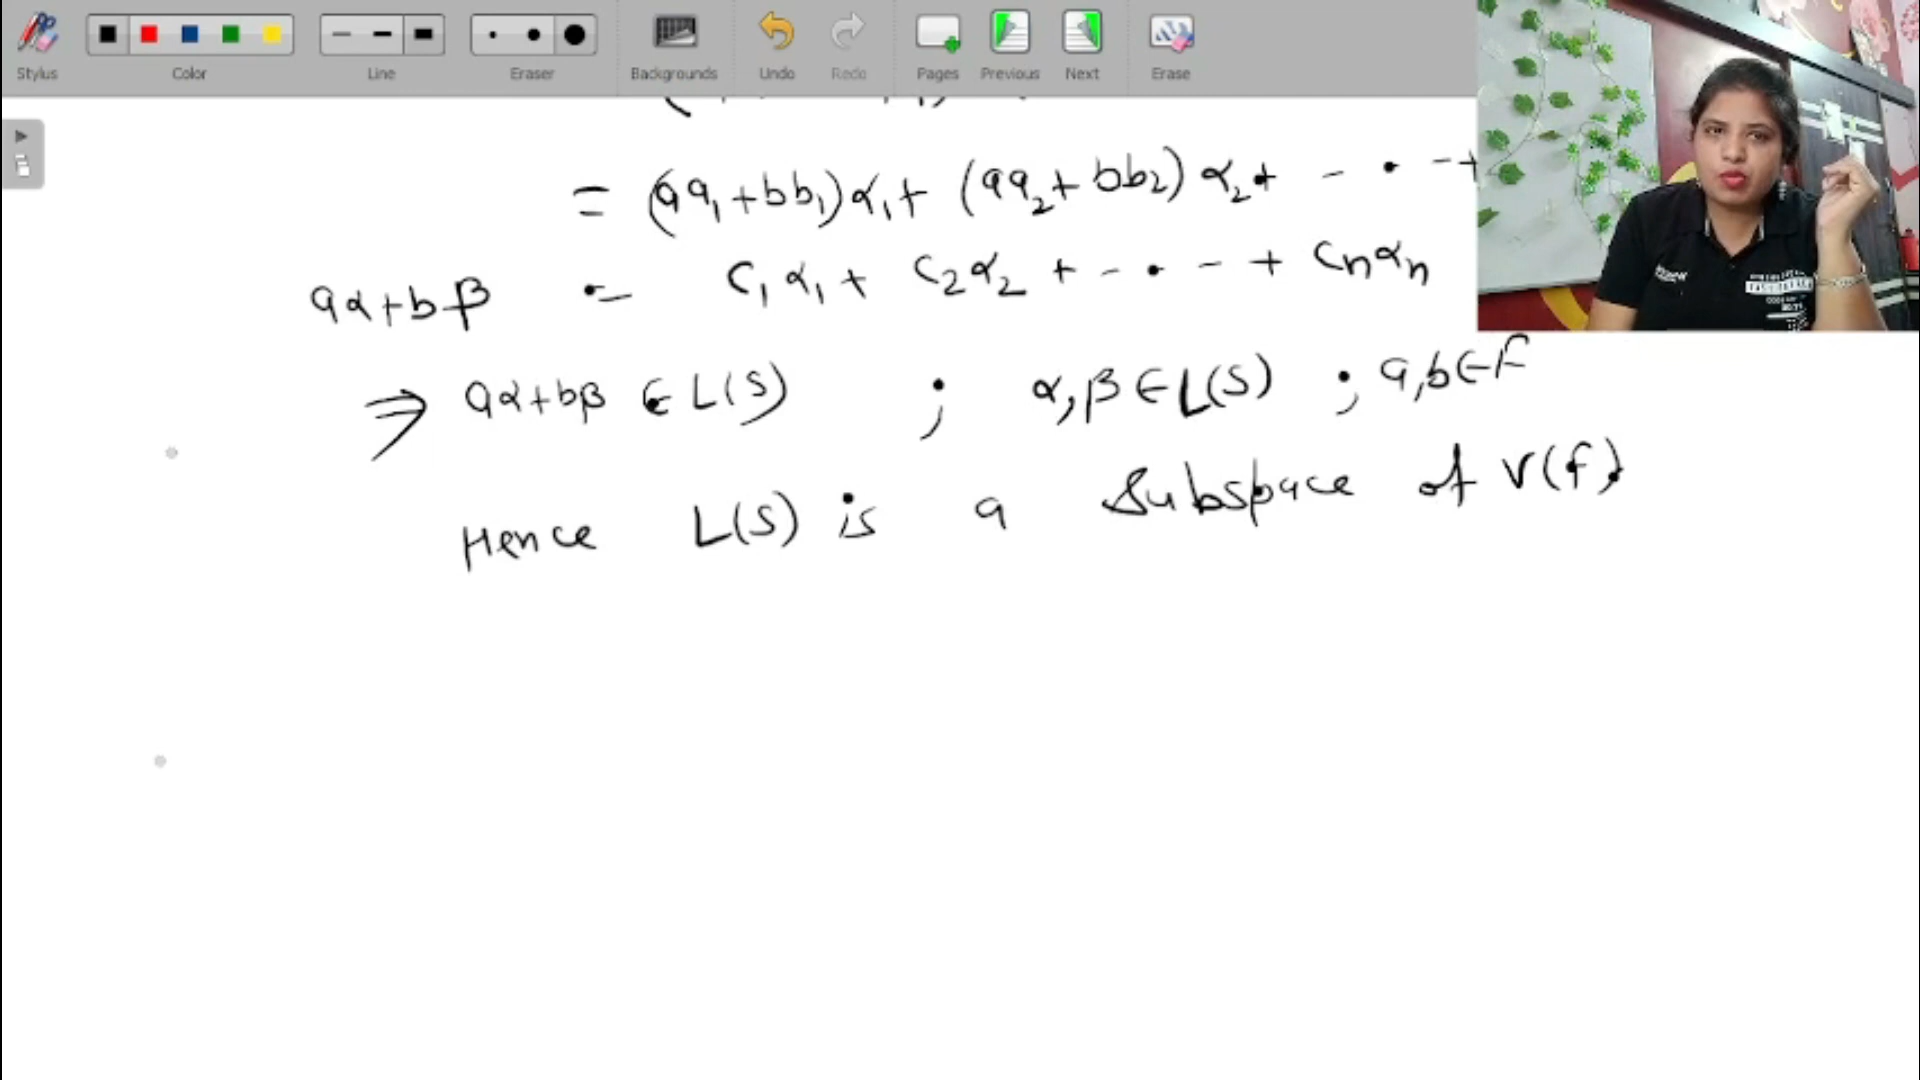 Stylus Color Line Eraser Backgrounds Undo Redo Pages Previous Next Erase
= (aa₁+bb₁)α₁+ (aa₂+bb₂) α₂+ - • - +
aα+bβ = C₁α₁+ C₂α₂ + - • - + Cₙαₙ
⇒ aα+bβ ∈ L(S) ; α,β ∈ L(S) ; a,b∈F
Hence L(S) is a Subspace of V(F)